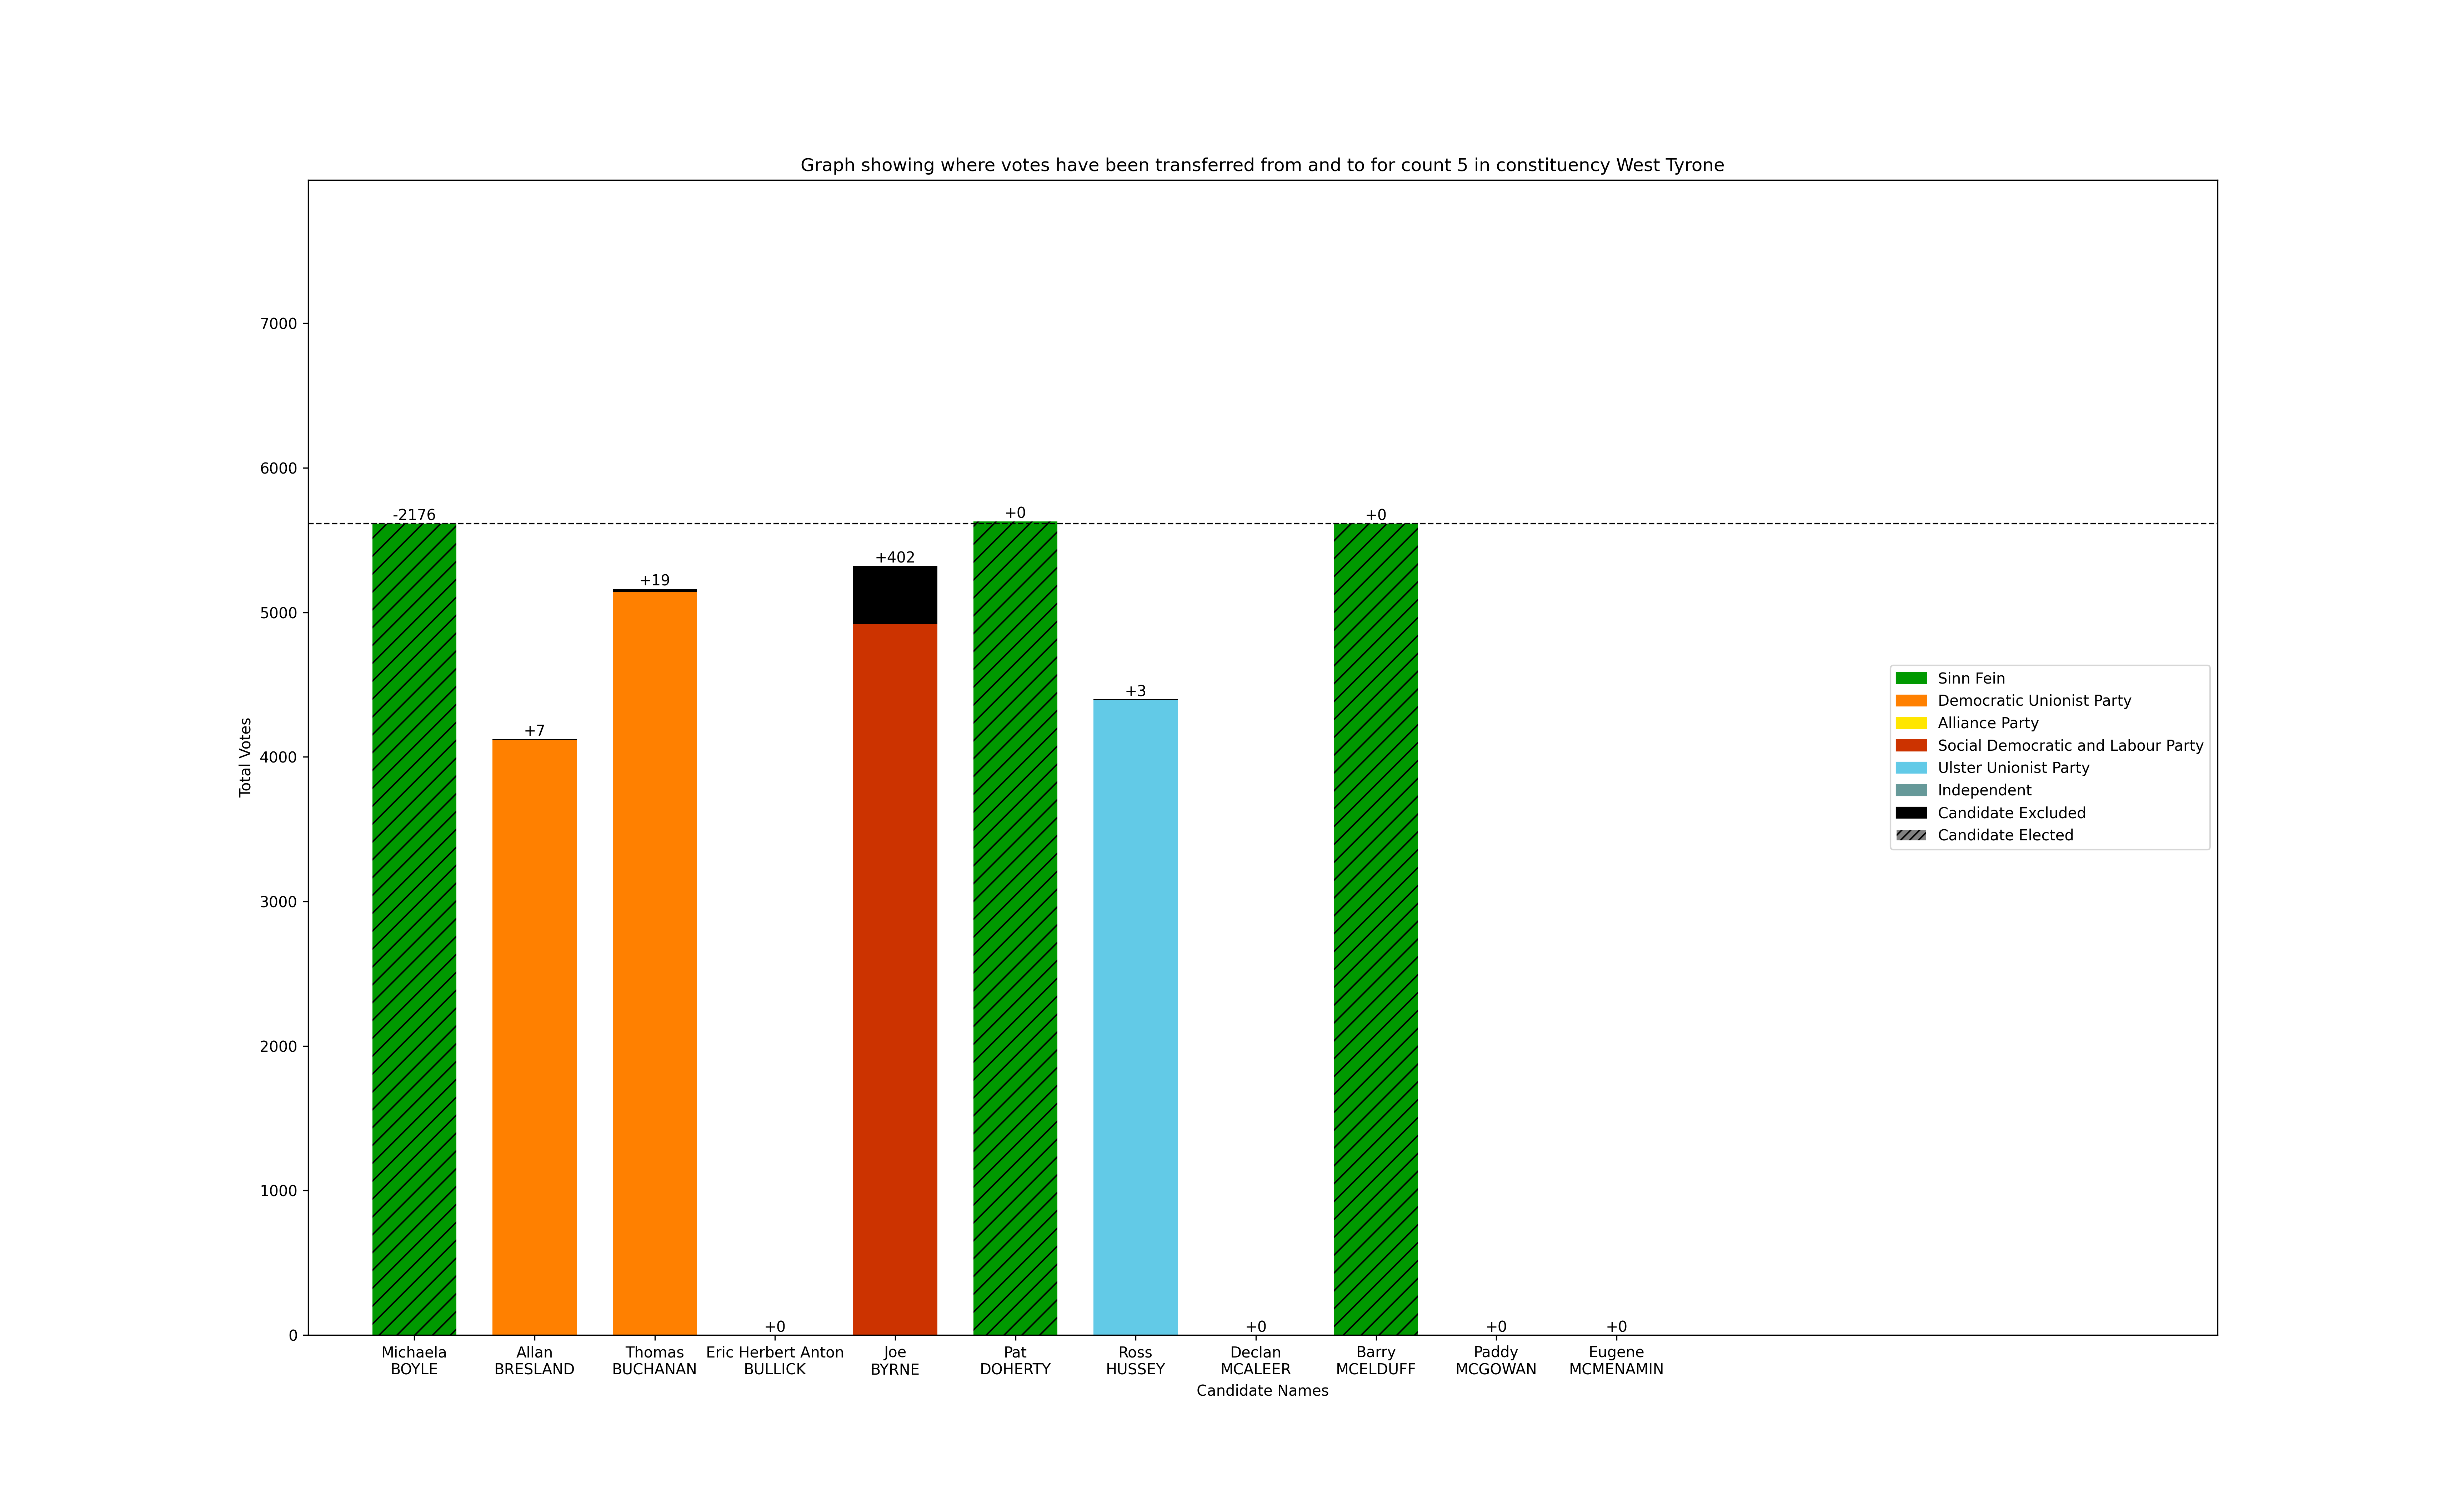 Graph showing where votes have been transferred from and to for count 5 in constituency West Tyrone
Total Votes
7000
6000
5000
4000
3000
2000
1000
0
-2176
+7
+19
+0
+402
+0
+3
+0
+0
+0
+0
Sinn Fein
Democratic Unionist Party
Alliance Party
Social Democratic and Labour Party
Ulster Unionist Party
Independent
Candidate Excluded
Candidate Elected
Michaela
BOYLE
Allan
BRESLAND
Thomas
BUCHANAN
Eric Herbert Anton
BULLICK
Joe
BYRNE
Pat
DOHERTY
Ross
HUSSEY
Declan
MCALEER
Barry
MCELDUFF
Paddy
MCGOWAN
Eugene
MCMENAMIN
Candidate Names